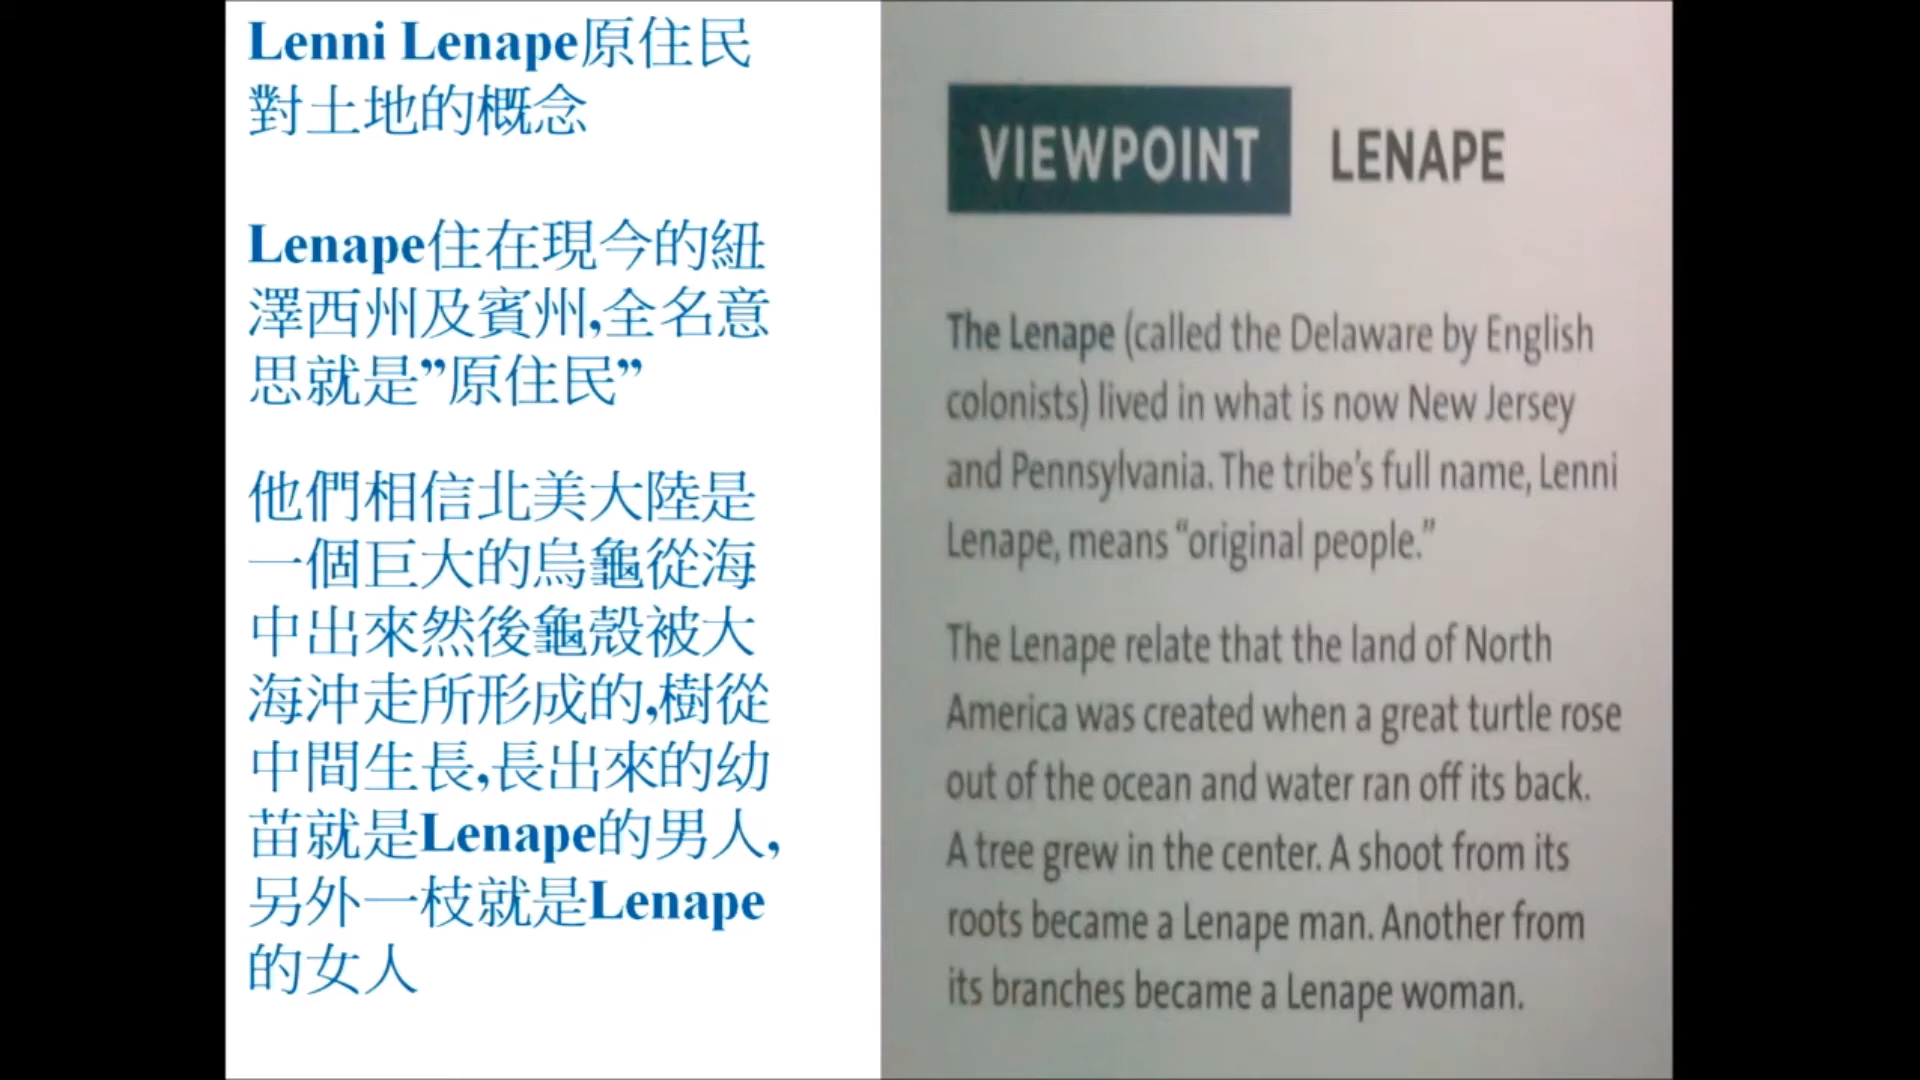 Lenni Lenape原住民
對土地的概念
Lenape住在現今的紐
澤西州及賓州,全名意
思就是”原住民”
他們相信北美大陸是
一個巨大的烏龜從海
中出來然後龜殼被大
海沖走所形成的,樹從
中間生長,長出來的幼
苗就是Lenape的男人,
另外一枝就是Lenape
的女人
VIEWPOINT LENAPE
The Lenape (called the Delaware by English
colonists) lived in what is now New Jersey
and Pennsylvania. The tribe's full name, Lenni
Lenape, means “original people.”
The Lenape relate that the land of North
America was created when a great turtle rose
out of the ocean and water ran off its back.
A tree grew in the center. A shoot from its
roots became a Lenape man. Another from
its branches became a Lenape woman.